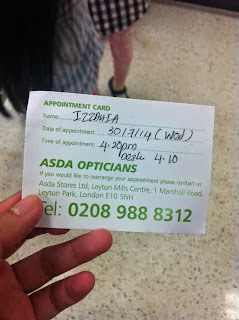 APPOINTMENT CARD
Name IZZAHIA
Date of appointment 30/7/14 (Wed)
Time of appointment 4.20pm
4.10
ASDA OPTICIANS
If you would like to rearrange your appointment please contact us:
Asda Stores Ltd, Leyton Mills Centre, 1 Marshall Road,
Leyton Park, London E10 5NH
Tel: 0208 988 8312